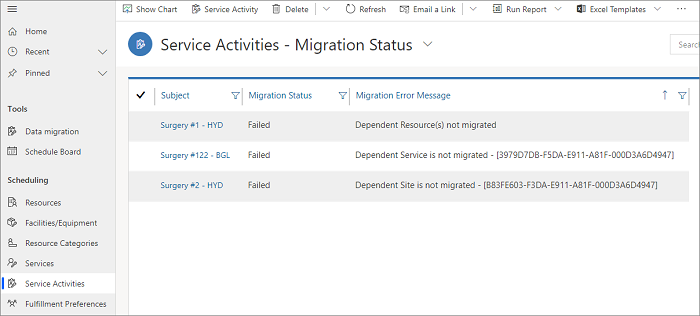 Show Chart
Service Activity
Delete
Refresh
Email a Link
Run Report
Excel Templates
Home
Recent
Pinned
Tools
Data migration
Schedule Board
Scheduling
Resources
Facilities/Equipment
Resource Categories
Services
Service Activities
Fulfillment Preferences
Service Activities - Migration Status
Search
Subject Migration Status Migration Error Message
Surgery #1 - HYD Failed Dependent Resource(s) not migrated
Surgery #122 - BGL Failed Dependent Service is not migrated - [3979D7DB-F5DA-E911-A81F-000D3A6D4947]
Surgery #2 - HYD Failed Dependent Site is not migrated - [B83FE603-F3DA-E911-A81F-000D3A6D4947]